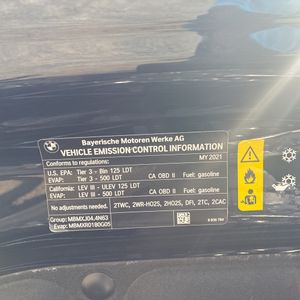 Bayerische Motoren Werke AG
VEHICLE EMISSION CONTROL INFORMATION
Conforms to regulations: MY 2021
U.S. EPA: Tier 3 - Bin 125 LDT CA OBD II Fuel: gasoline
EVAP: Tier 3 - 500 LDT
California: LEV III - ULEV 125 LDT CA OBD II Fuel: gasoline
EVAP: LEV III - 500 LDT
No adjustments needed. 2TWC, 2WR-HO2S, 2HO2S, DFI, 2TC, 2CAC
Group: MBMXJ04.4N63
Evap: MBMXR0180G05